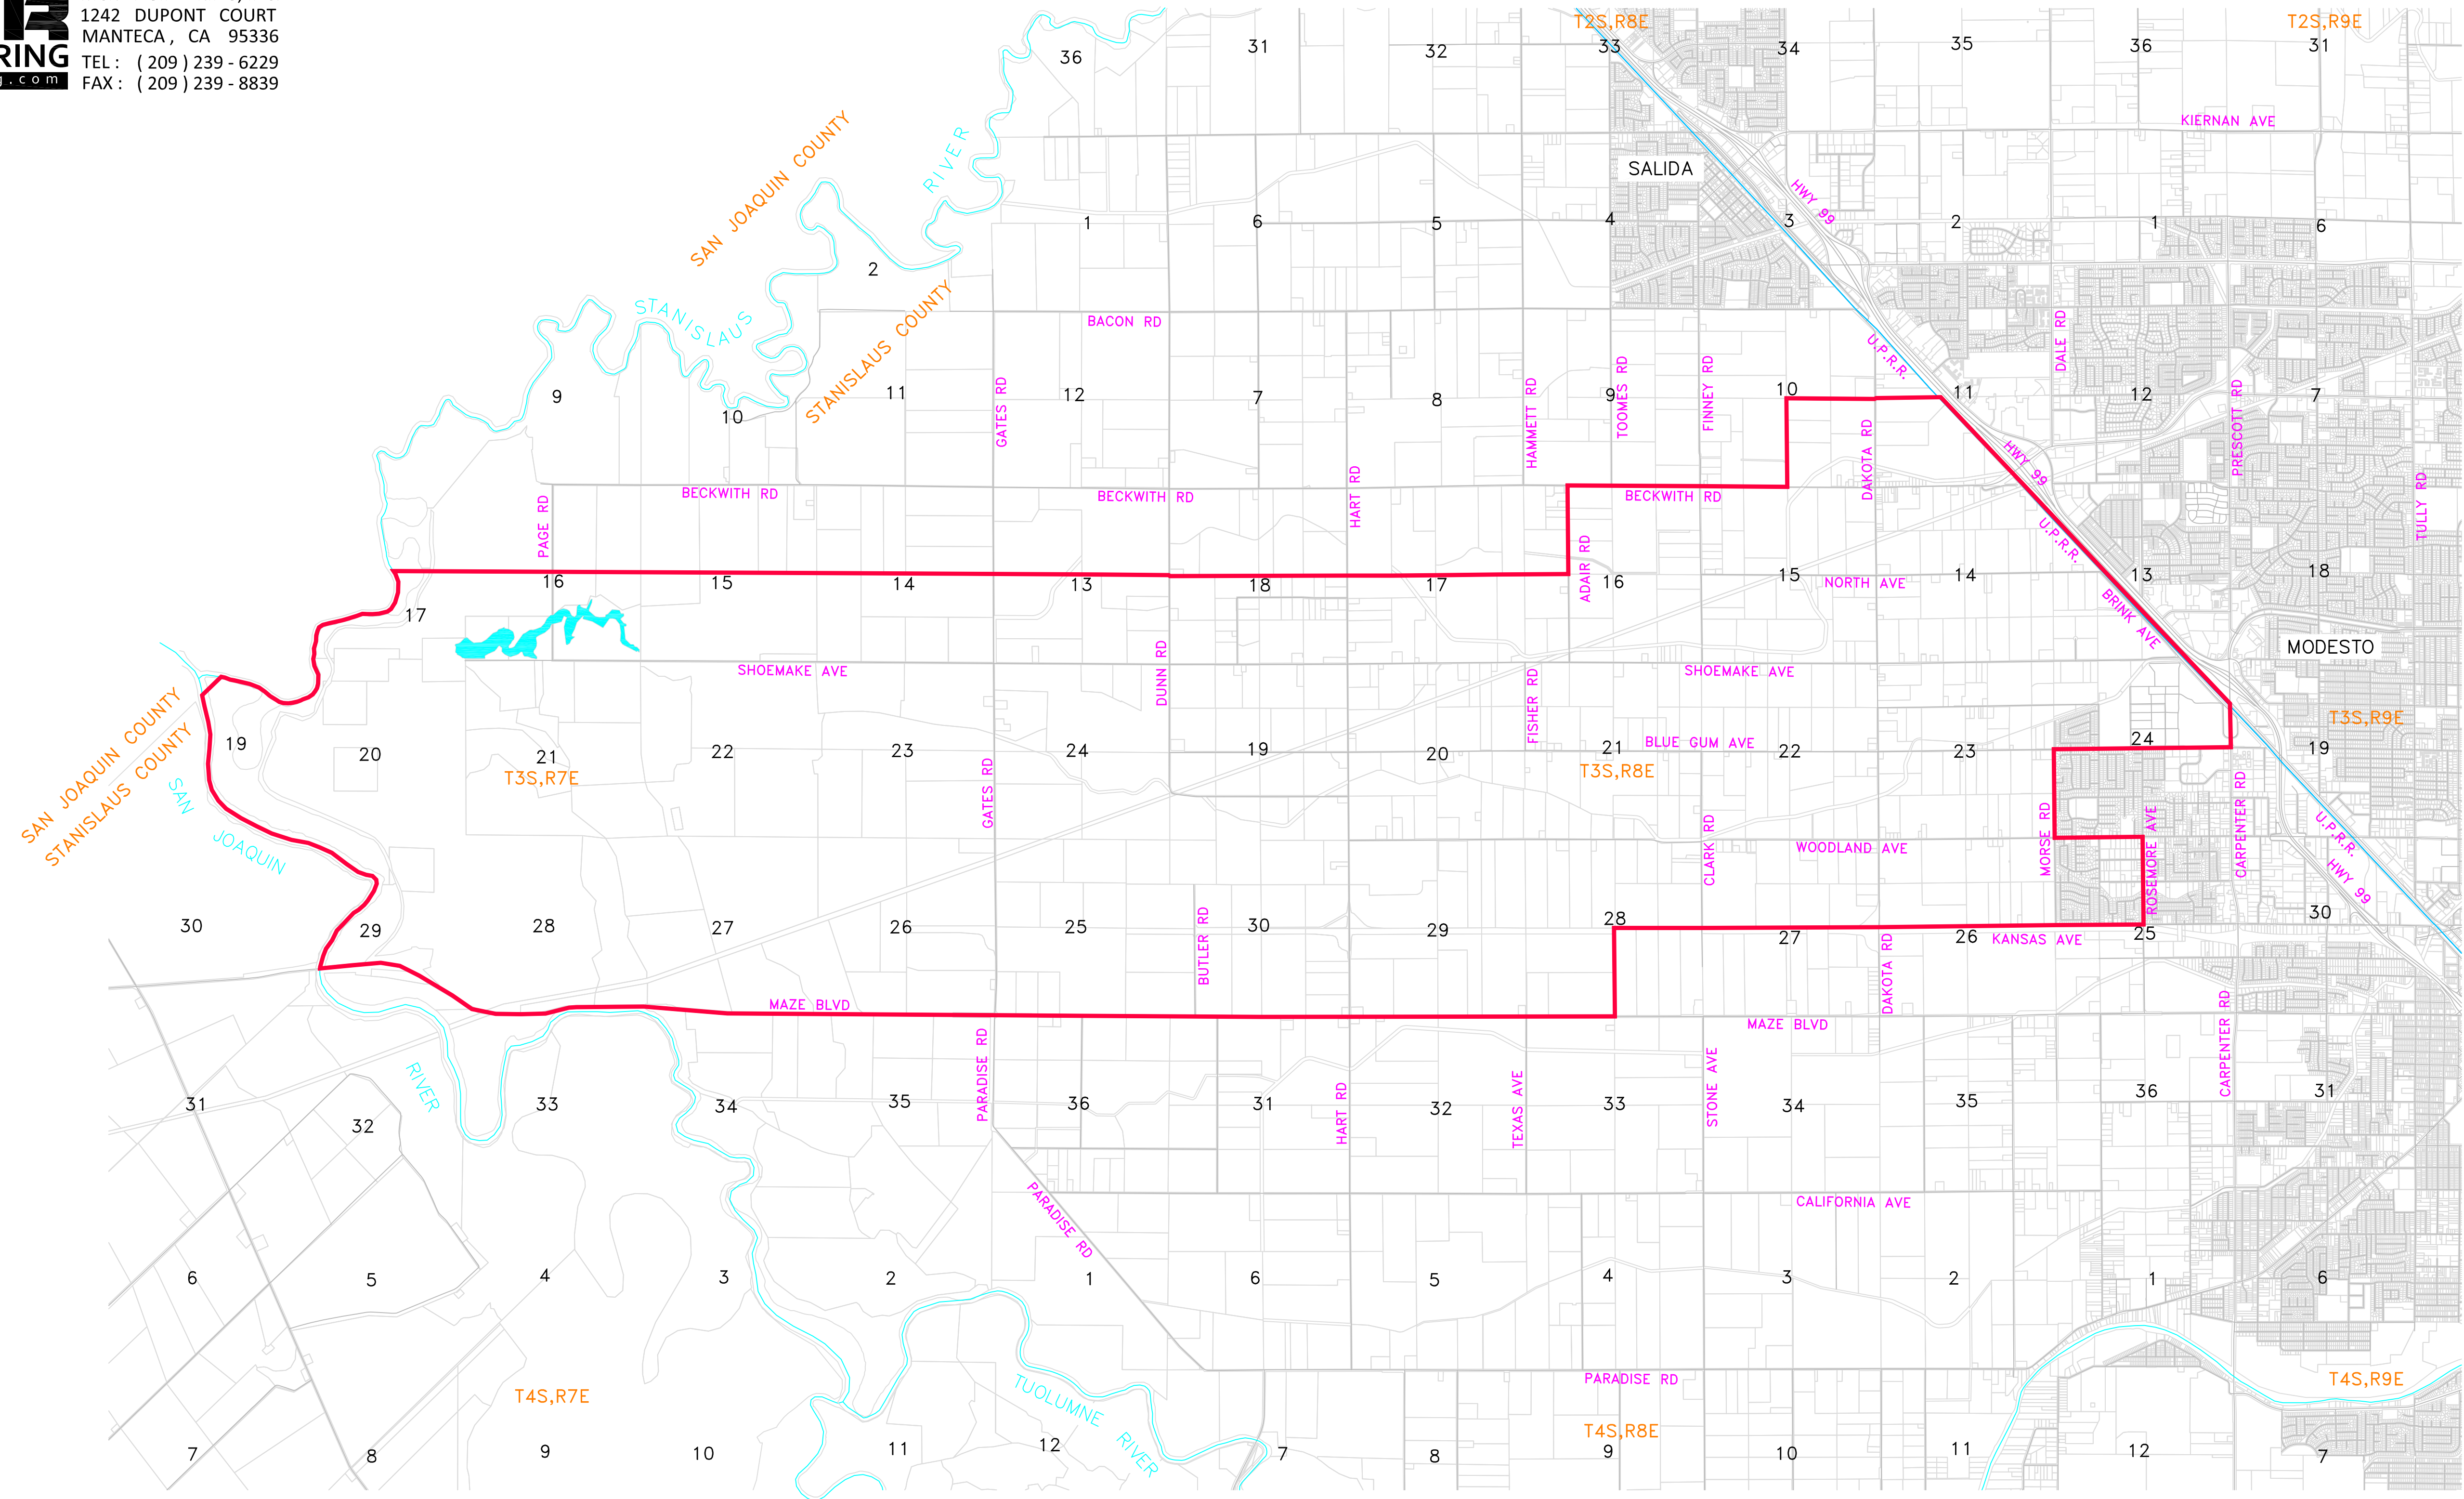 RING
g.com
1242 DUPONT COURT
MANTECA, CA 95336
TEL: (209) 239-6229
FAX: (209) 239-8839
T2S,R8E
T2S,R9E
36
31
32
33
34
35
36
31
KIERNAN AVE
SAN JOAQUIN COUNTY
RIVER
SALIDA
HWY 99
1
6
5
4
3
2
1
6
2
STANISLAUS
STANISLAUS COUNTY
BACON RD
U.P.R.R.
DALE RD
9
10
11
GATES RD
12
7
8
HAMMETT RD
9
TOOMES RD
FINNEY RD
10
DAKOTA RD
11
12
PRESCOTT RD
7
HWY 99
PAGE RD
BECKWITH RD
BECKWITH RD
HART RD
BECKWITH RD
TULLY RD
U.P.R.R.
16
15
14
13
18
17
ADAIR RD
16
15
NORTH AVE
14
13
18
17
BRINK AVE
MODESTO
SHOEMAKE AVE
DUNN RD
FISHER RD
SHOEMAKE AVE
SAN JOAQUIN COUNTY
STANISLAUS COUNTY
19
20
21
T3S,R7E
22
23
24
19
20
21
BLUE GUM AVE
T3S,R8E
22
23
24
T3S,R9E
19
SAN
JOAQUIN
GATES RD
CLARK RD
WOODLAND AVE
MORSE RD
ROSEMORE AVE
CARPENTER RD
U.P.R.R.
HWY 99
30
29
28
27
26
25
BUTLER RD
30
29
28
27
26
KANSAS AVE
25
30
DAKOTA RD
MAZE BLVD
MAZE BLVD
RIVER
PARADISE RD
CARPENTER RD
31
32
33
34
35
36
31
HART RD
32
TEXAS AVE
33
STONE AVE
34
35
36
31
PARADISE RD
CALIFORNIA AVE
6
5
4
3
2
1
6
5
4
3
2
1
6
T4S,R7E
TUOLUMNE
RIVER
PARADISE RD
T4S,R8E
T4S,R9E
7
8
9
10
11
12
7
8
9
10
11
12
7